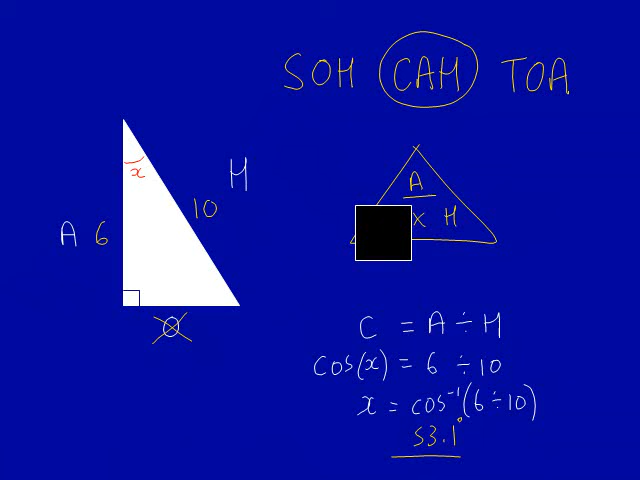 SOH CAH TOA
x
H
10
A 6
O
A
x H
C = A ÷ H
cos(x) = 6 ÷ 10
x = cos⁻¹(6 ÷ 10)
53.1°